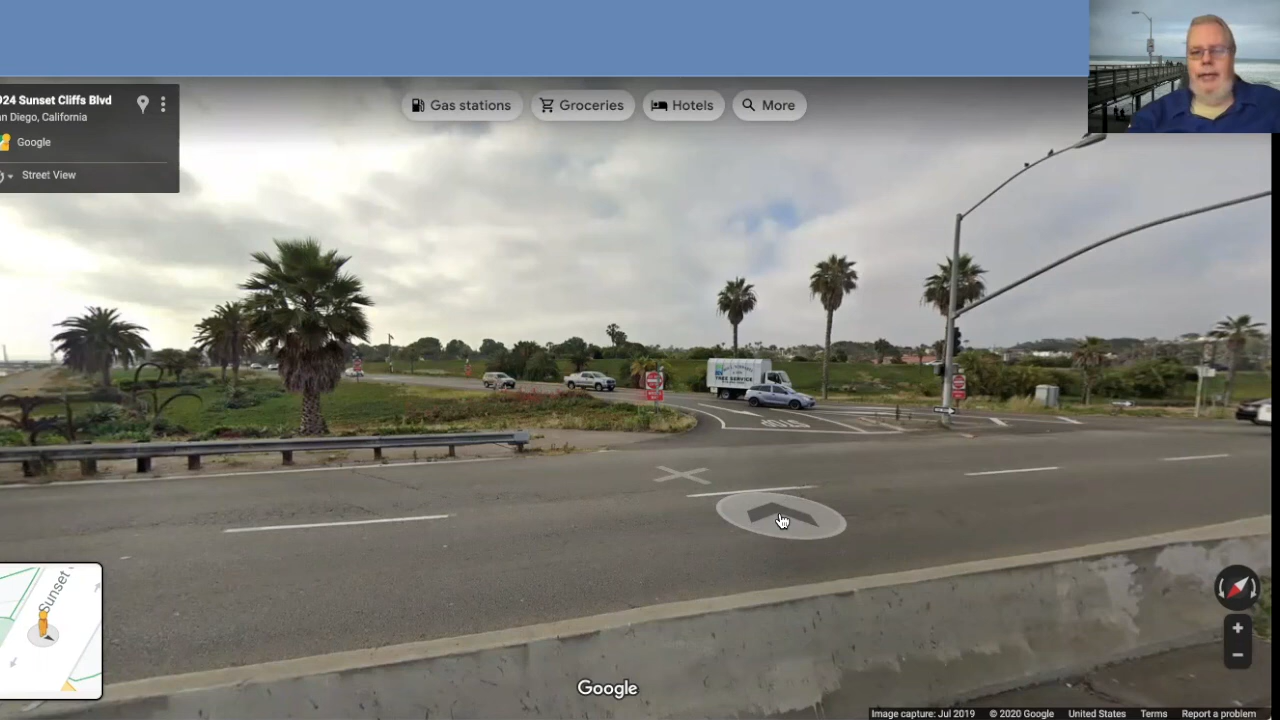 924 Sunset Cliffs Blvd
an Diego, California
Google
Street View
Gas stations
Groceries
Hotels
More
TREE SERVICE
STOP
Sunset
Google
Image capture: Jul 2019 © 2020 Google United States Terms Report a problem